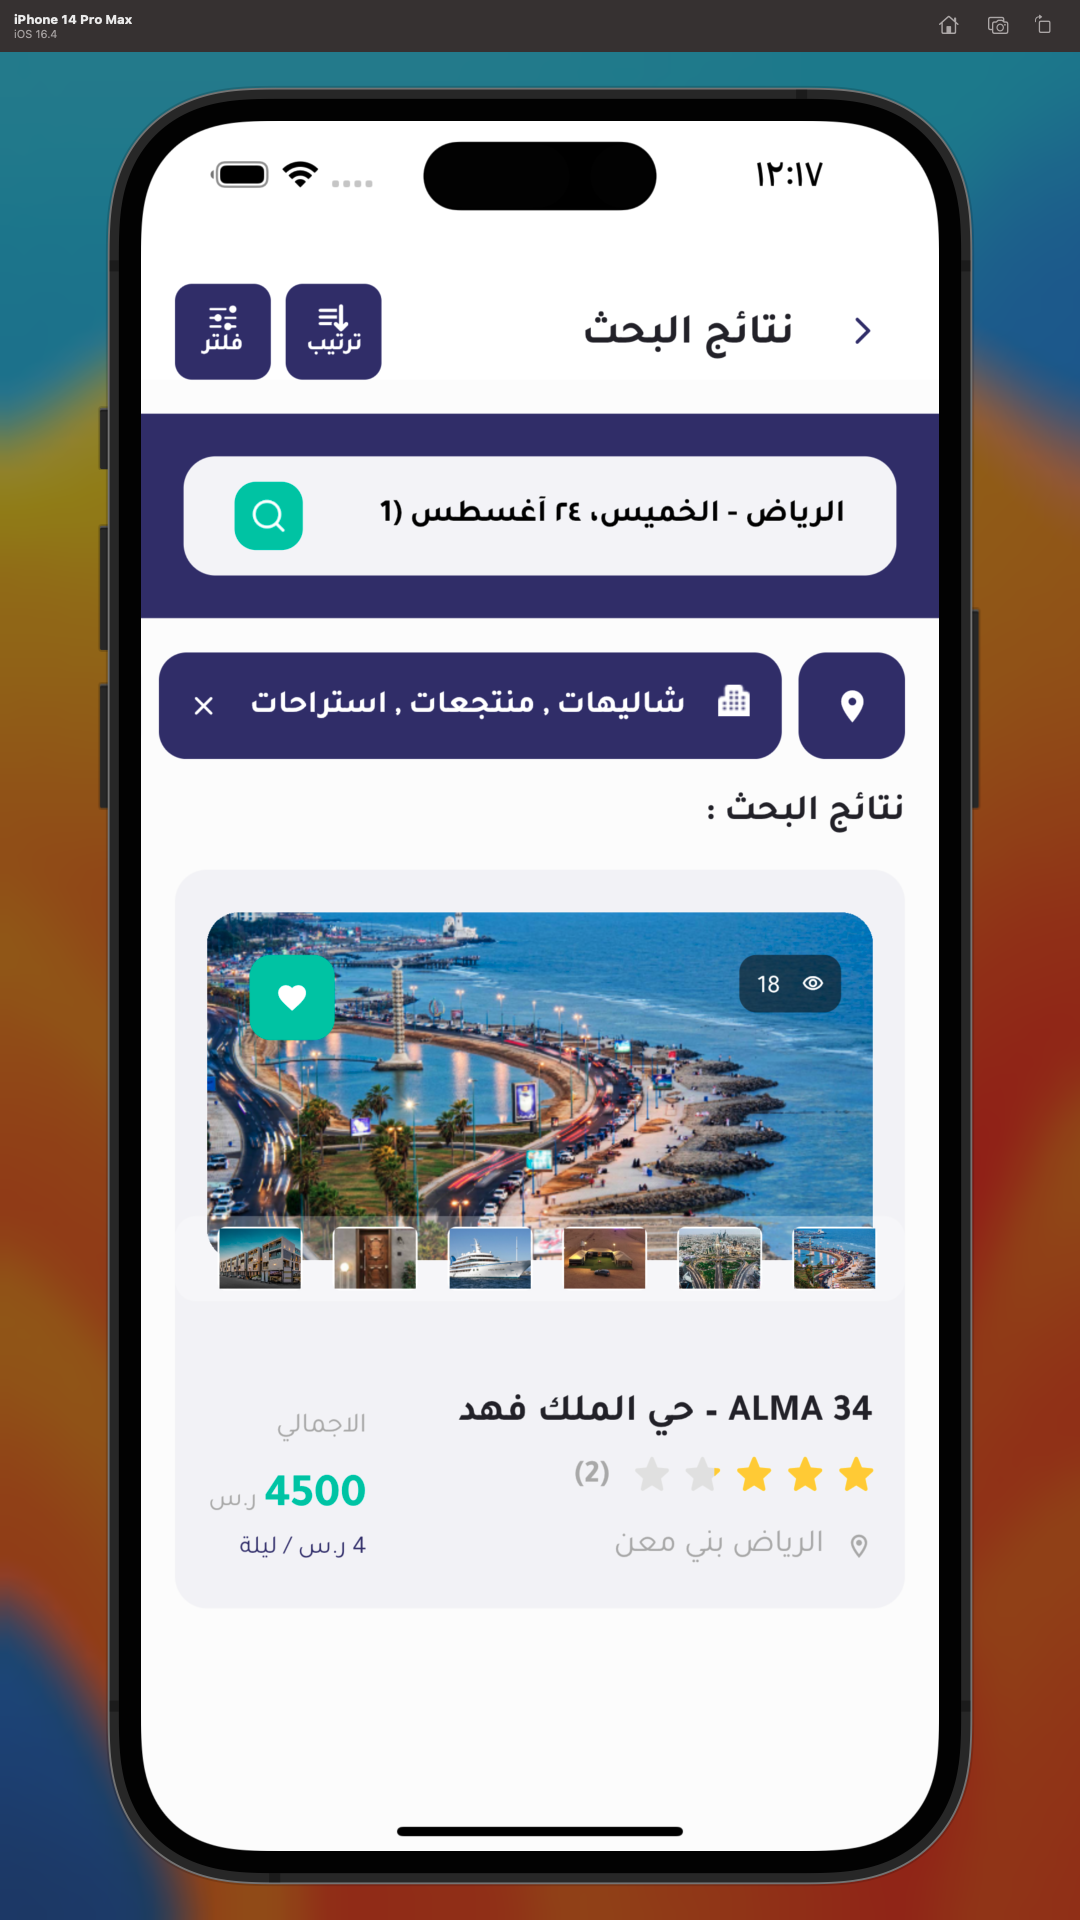 iPhone 14 Pro Max
iOS 16.4
١٢:١٧
نتائج البحث
ترتيب
فلتر
الرياض - الخميس، ٢٤ أغسطس (1
شاليهات , منتجعات , استراحات
نتائج البحث :
18
ALMA 34 - حي الملك فهد
(2)
الرياض بني معن
الاجمالي
4500 ر.س
4 ر.س / ليلة